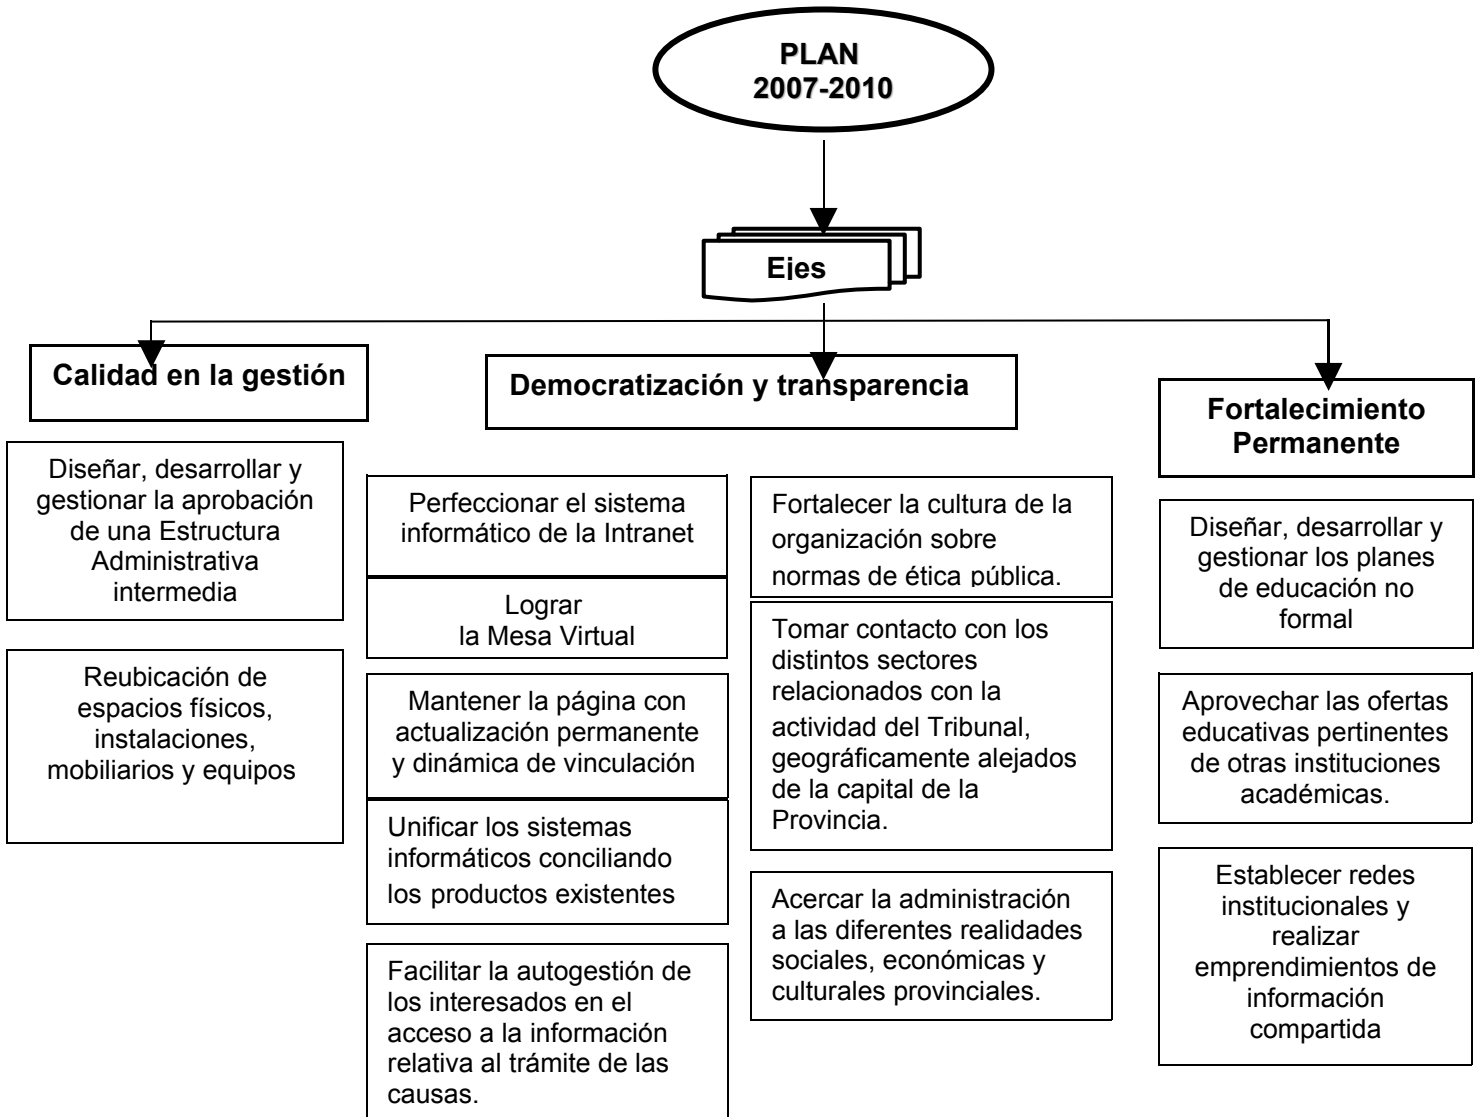 PLAN
2007-2010
Ejes
Calidad en la gestión
Diseñar, desarrollar y
gestionar la aprobación
de una Estructura
Administrativa
intermedia
Reubicación de
espacios físicos,
instalaciones,
mobiliarios y equipos
Democratización y transparencia
Perfeccionar el sistema
informático de la Intranet
Lograr
la Mesa Virtual
Mantener la página con
actualización permanente
y dinámica de vinculación
Unificar los sistemas
informáticos conciliando
los productos existentes
Facilitar la autogestión de
los interesados en el
acceso a la información
relativa al trámite de las
causas.
Fortalecer la cultura de la
organización sobre
normas de ética pública.
Tomar contacto con los
distintos sectores
relacionados con la
actividad del Tribunal,
geográficamente alejados
de la capital de la
Provincia.
Acercar la administración
a las diferentes realidades
sociales, económicas y
culturales provinciales.
Fortalecimiento
Permanente
Diseñar, desarrollar y
gestionar los planes
de educación no
formal
Aprovechar las ofertas
educativas pertinentes
de otras instituciones
académicas.
Establecer redes
institucionales y
realizar
emprendimientos de
información
compartida